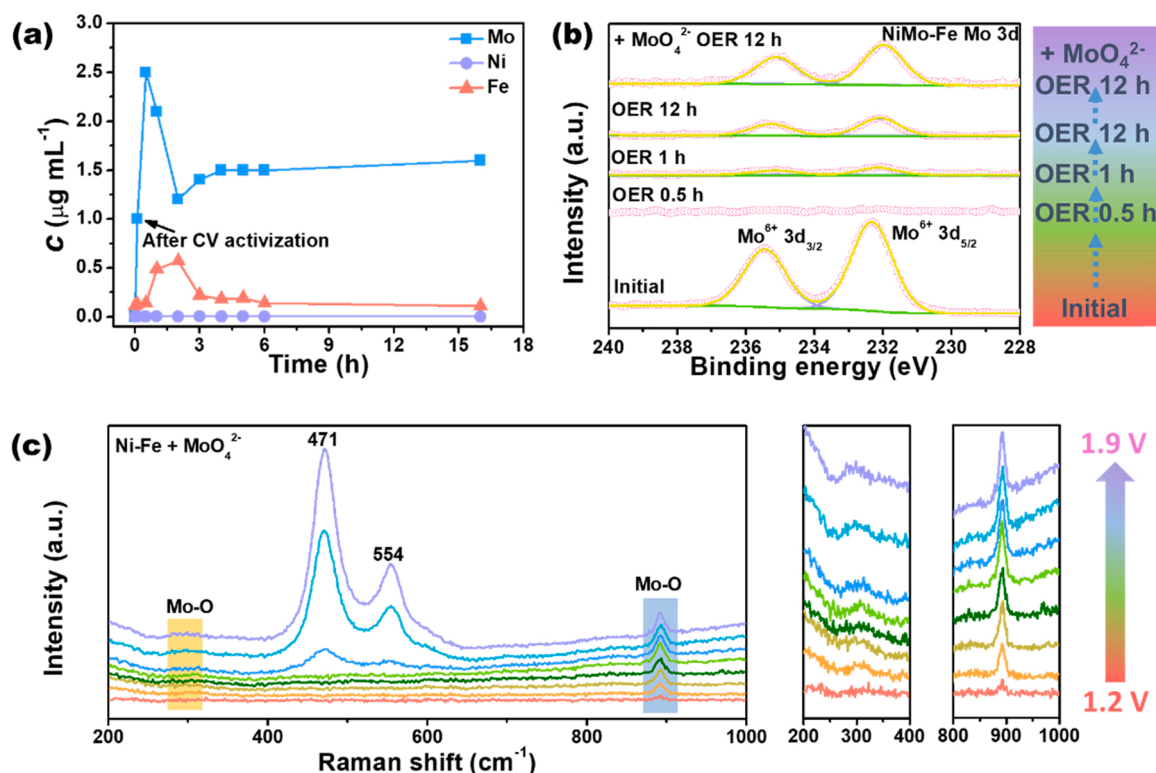 (a)
3.0
2.5
2.0
1.5
1.0
0.5
0.0
c (μg mL⁻¹)
Mo
Ni
Fe
After CV activization
0 3 6 9 12 15 18
Time (h)
(b)
+ MoO₄²⁻ OER 12 h
NiMo-Fe Mo 3d
OER 12 h
OER 1 h
OER 0.5 h
Mo⁶⁺ 3d₃/₂
Mo⁶⁺ 3d₅/₂
Initial
Intensity (a.u.)
240 238 236 234 232 230 228
Binding energy (eV)
+ MoO₄²⁻
OER 12 h
OER 12 h
OER 1 h
OER 0.5 h
Initial
(c)
Ni-Fe + MoO₄²⁻
471
554
Mo-O
Mo-O
Intensity (a.u.)
200 400 600 800 1000
Raman shift (cm⁻¹)
200 300 400
800 900 1000
1.9 V
1.2 V